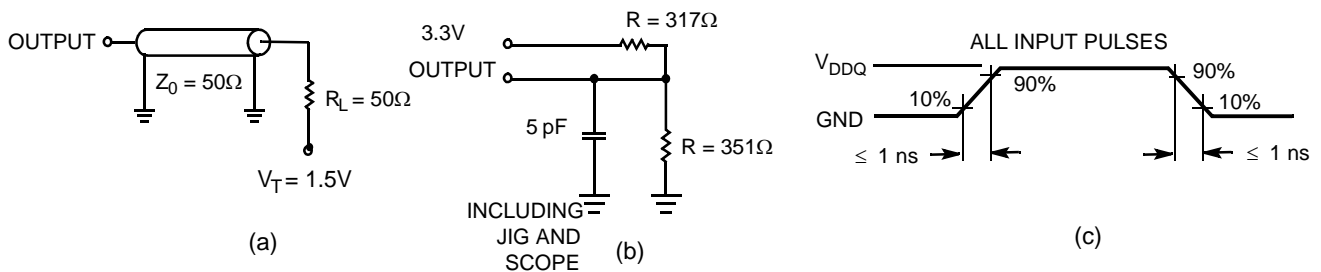 OUTPUT
Z0 = 50Ω
RL = 50Ω
VT = 1.5V
(a)
R = 317Ω
3.3V
OUTPUT
5 pF
R = 351Ω
INCLUDING
JIG AND
SCOPE
(b)
ALL INPUT PULSES
VDDQ
GND
10%
90%
90%
10%
≤ 1 ns
≤ 1 ns
(c)